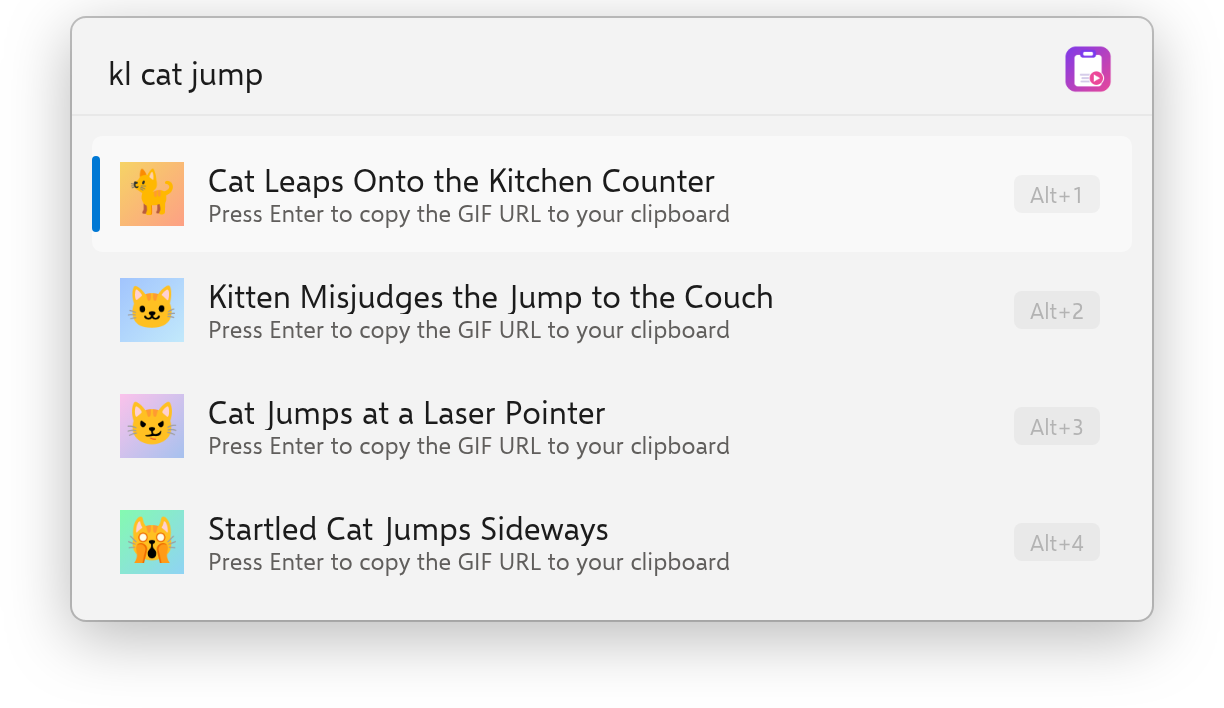 kl cat jump
Cat Leaps Onto the Kitchen Counter
Press Enter to copy the GIF URL to your clipboard
Alt+1
Kitten Misjudges the Jump to the Couch
Press Enter to copy the GIF URL to your clipboard
Alt+2
Cat Jumps at a Laser Pointer
Press Enter to copy the GIF URL to your clipboard
Alt+3
Startled Cat Jumps Sideways
Press Enter to copy the GIF URL to your clipboard
Alt+4